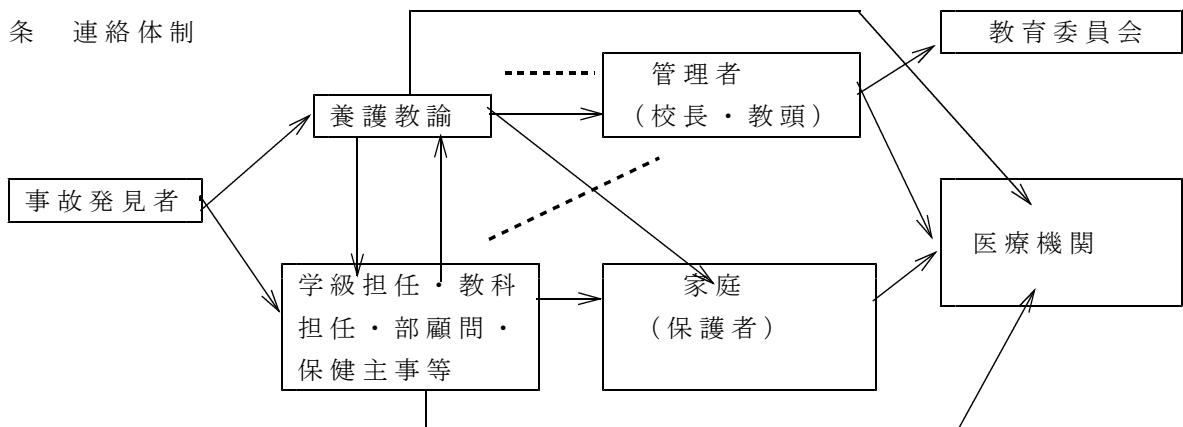 条　連絡体制
教育委員会
管理者
（校長・教頭）
養護教諭
事故発見者
医療機関
学級担任・教科
担任・部顧問・
保健主事等
家庭
（保護者）